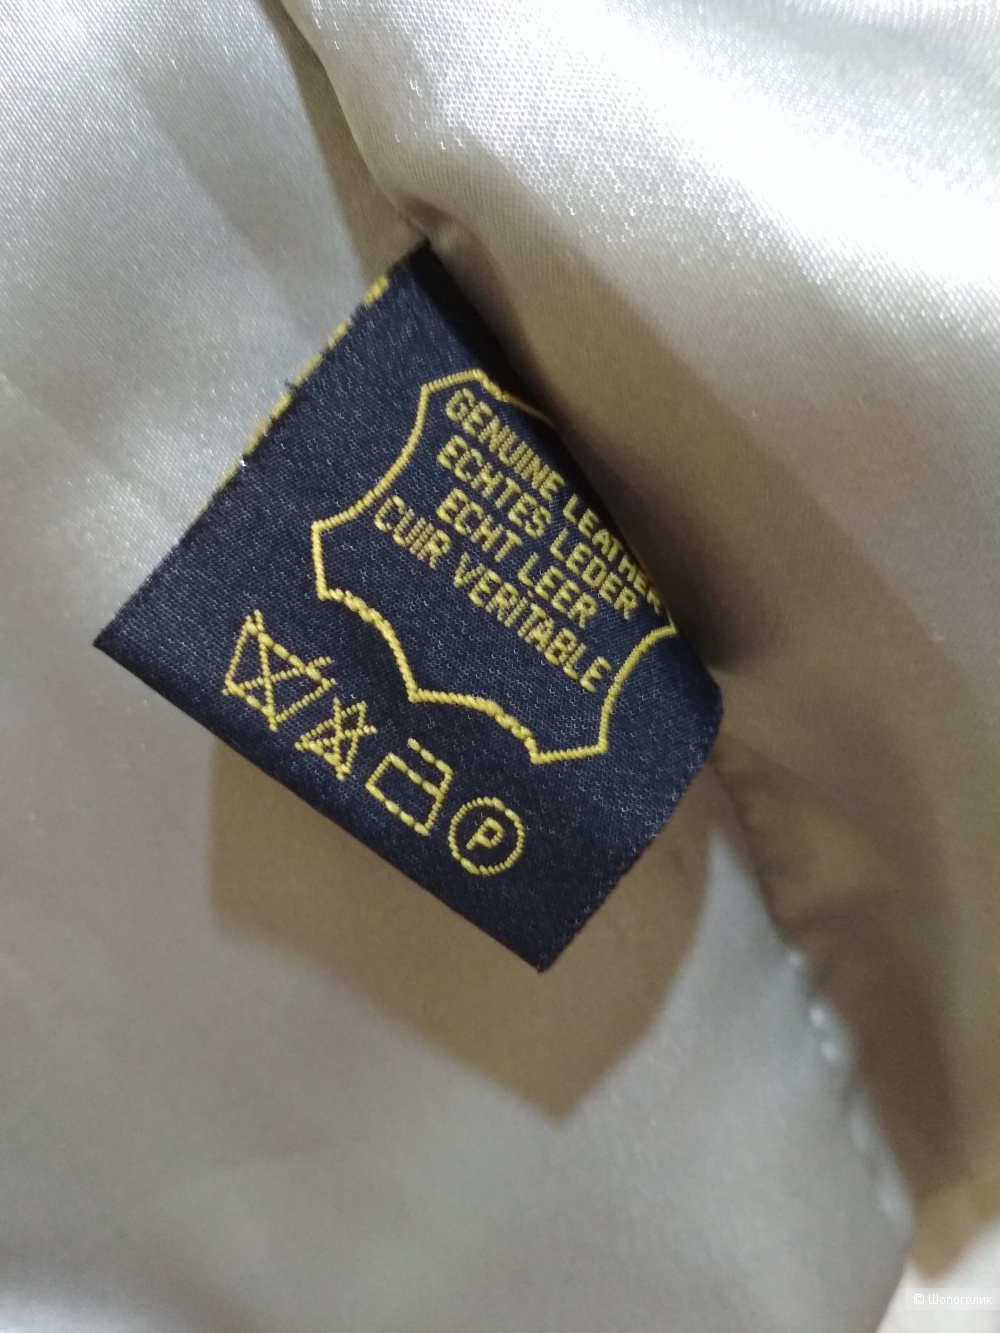 GENUINE LEATHER
ECHTES LEDER
ECHT LEER
CUIR VERITABLE
P
© Шопоголик